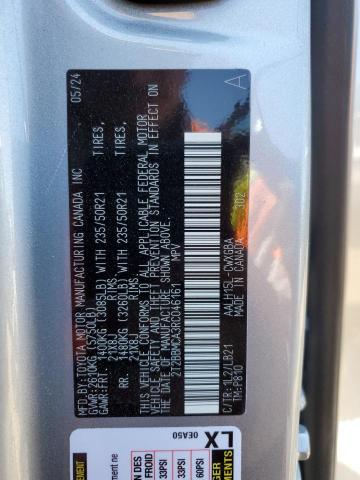 05/24
MFD BY:TOYOTA MOTOR MANUFACTURING CANADA INC
GVWR:2610KG (5750LB)
GAWR:FRT. 1400KG (3085LB) WITH 235/50R21 TIRES,
21X8J RIMS
RR. 1480KG (3260LB) WITH 235/50R21 TIRES,
21X8J RIMS
THIS VEHICLE CONFORMS TO ALL APPLICABLE FEDERAL MOTOR
VEHICLE SAFETY AND THEFT PREVENTION STANDARDS IN EFFECT
ON THE DATE OF MANUFACTURE SHOWN ABOVE.
2T2BBMCA3RC046161 MPV
A
302
C/TR:1L2/LB21 AALH15L-CWXGBA
TM-P810 MADE IN CANADA
LX
0EA50
33PSI
33PSI
60PSI